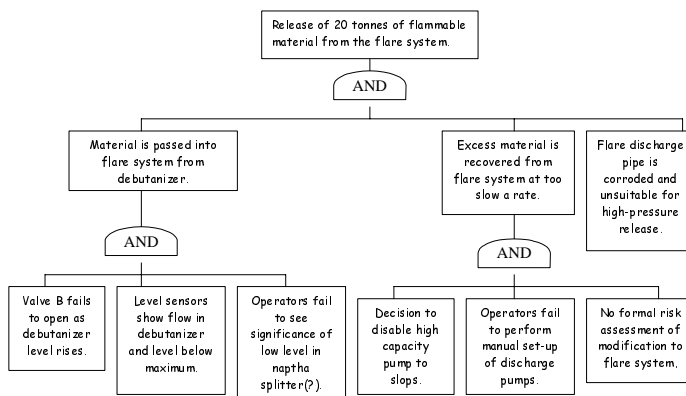 Release of 20 tonnes of flammable
material from the flare system.
AND
Material is passed into
flare system from
debutanizer.
Excess material is
recovered from
flare system at too
slow a rate.
Flare discharge
pipe is
corroded and
unsuitable for
high-pressure
release.
AND
AND
Valve B fails
to open as
debutanizer
level rises.
Level sensors
show flow in
debutanizer
and level below
maximum.
Operators fail
to see
significance of
low level in
naptha
splitter(?).
Decision to
disable high
capacity
pump to
slops.
Operators fail
to perform
manual set-up
of discharge
pumps.
No formal risk
assessment of
modification to
flare system.